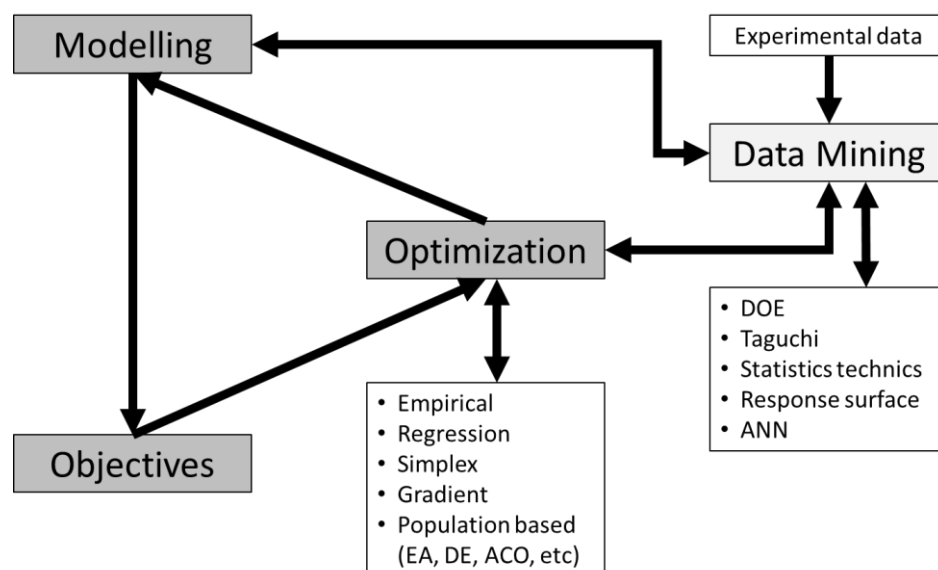 Modelling
Experimental data
Data Mining
Optimization
• DOE
• Taguchi
• Statistics technics
• Response surface
• ANN
• Empirical
• Regression
• Simplex
• Gradient
• Population based
(EA, DE, ACO, etc)
Objectives